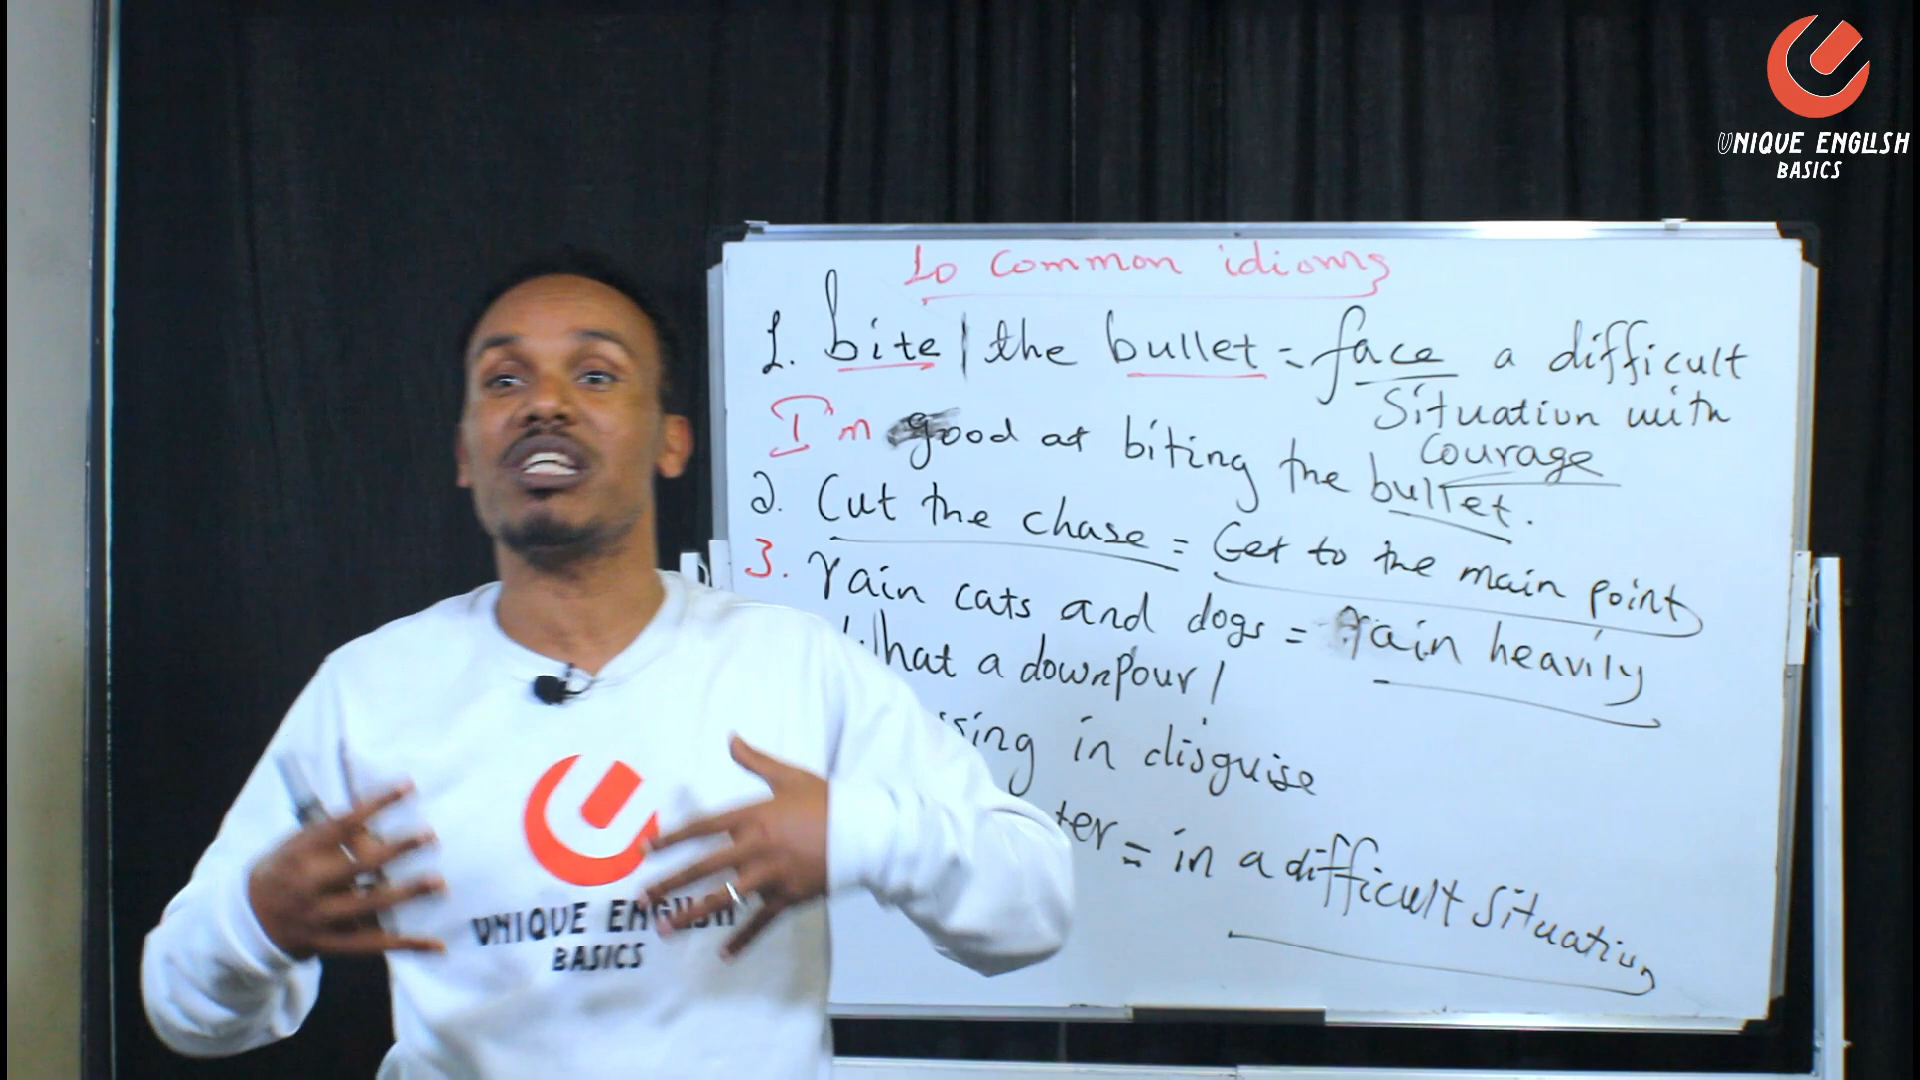 UNIQUE ENGLISH
BASICS
10 common idioms
1. bite | the bullet = face a difficult
situation with
courage
I'm good at biting the bullet.
2. Cut the chase = Get to the main point
3. rain cats and dogs = rain heavily
What a downpour!
in disguise
= in a difficult situation
UNIQUE ENGLISH
BASICS